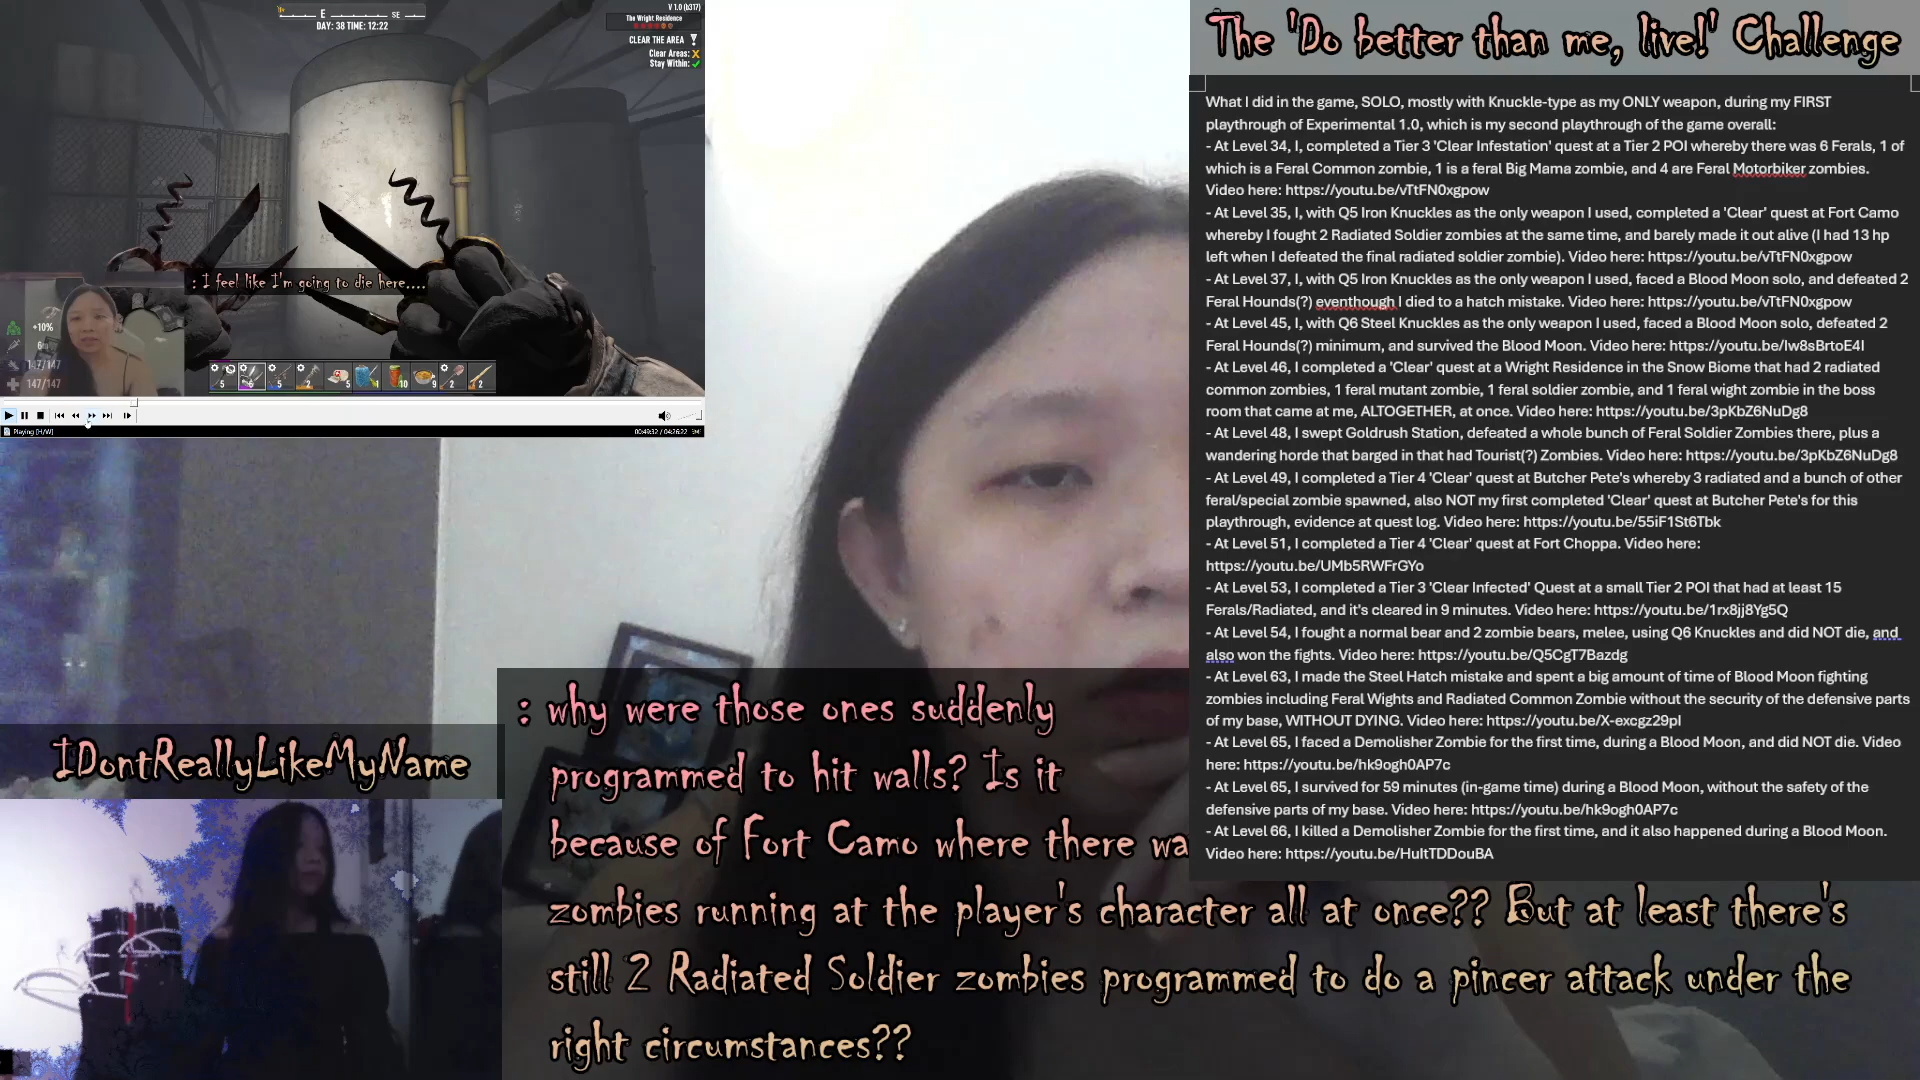 V 1.0 (b317)
E
SE
DAY: 38 TIME: 12:22
The Wright Residence
CLEAR THE AREA
Clear Areas:
Stay Within:
: I feel like I'm going to die here....
+10%
6m
147/147
147/147
5
6
5
2
5
1
10
9
2
2
Playing [H/W]
00:49:32 / 04:26:22
The 'Do better than me, live!' Challenge
What I did in the game, SOLO, mostly with Knuckle-type as my ONLY weapon, during my FIRST
playthrough of Experimental 1.0, which is my second playthrough of the game overall:
- At Level 34, I, completed a Tier 3 'Clear Infestation' quest at a Tier 2 POI whereby there was 6 Ferals, 1 of
which is a Feral Common zombie, 1 is a feral Big Mama zombie, and 4 are Feral Motorbiker zombies.
Video here: https://youtu.be/vTtFN0xgpow
- At Level 35, I, with Q5 Iron Knuckles as the only weapon I used, completed a 'Clear' quest at Fort Camo
whereby I fought 2 Radiated Soldier zombies at the same time, and barely made it out alive (I had 13 hp
left when I defeated the final radiated soldier zombie). Video here: https://youtu.be/vTtFN0xgpow
- At Level 37, I, with Q5 Iron Knuckles as the only weapon I used, faced a Blood Moon solo, and defeated 2
Feral Hounds(?) eventhough I died to a hatch mistake. Video here: https://youtu.be/vTtFN0xgpow
- At Level 45, I, with Q6 Steel Knuckles as the only weapon I used, faced a Blood Moon solo, defeated 2
Feral Hounds(?) minimum, and survived the Blood Moon. Video here: https://youtu.be/Iw8sBrtoE4I
- At Level 46, I completed a 'Clear' quest at a Wright Residence in the Snow Biome that had 2 radiated
common zombies, 1 feral mutant zombie, 1 feral soldier zombie, and 1 feral wight zombie in the boss
room that came at me, ALTOGETHER, at once. Video here: https://youtu.be/3pKbZ6NuDg8
- At Level 48, I swept Goldrush Station, defeated a whole bunch of Feral Soldier Zombies there, plus a
wandering horde that barged in that had Tourist(?) Zombies. Video here: https://youtu.be/3pKbZ6NuDg8
- At Level 49, I completed a Tier 4 'Clear' quest at Butcher Pete's whereby 3 radiated and a bunch of other
feral/special zombie spawned, also NOT my first completed 'Clear' quest at Butcher Pete's for this
playthrough, evidence at quest log. Video here: https://youtu.be/55iF1St6Tbk
- At Level 51, I completed a Tier 4 'Clear' quest at Fort Choppa. Video here:
https://youtu.be/UMb5RWFrGYo
- At Level 53, I completed a Tier 3 'Clear Infected' Quest at a small Tier 2 POI that had at least 15
Ferals/Radiated, and it's cleared in 9 minutes. Video here: https://youtu.be/1rx8jj8Yg5Q
- At Level 54, I fought a normal bear and 2 zombie bears, melee, using Q6 Knuckles and did NOT die, and
also won the fights. Video here: https://youtu.be/Q5CgT7Bazdg
- At Level 63, I made the Steel Hatch mistake and spent a big amount of time of Blood Moon fighting
zombies including Feral Wights and Radiated Common Zombie without the security of the defensive parts
of my base, WITHOUT DYING. Video here: https://youtu.be/X-excgz29pI
- At Level 65, I faced a Demolisher Zombie for the first time, during a Blood Moon, and did NOT die. Video
here: https://youtu.be/hk9ogh0AP7c
- At Level 65, I survived for 59 minutes (in-game time) during a Blood Moon, without the safety of the
defensive parts of my base. Video here: https://youtu.be/hk9ogh0AP7c
- At Level 66, I killed a Demolisher Zombie for the first time, and it also happened during a Blood Moon.
Video here: https://youtu.be/HuItTDDouBA
IDontReallyLikeMyName
: why were those ones suddenly
programmed to hit walls? Is it
because of Fort Camo where there wa
zombies running at the player's character all at once?? But at least there's
still 2 Radiated Soldier zombies programmed to do a pincer attack under the
right circumstances??